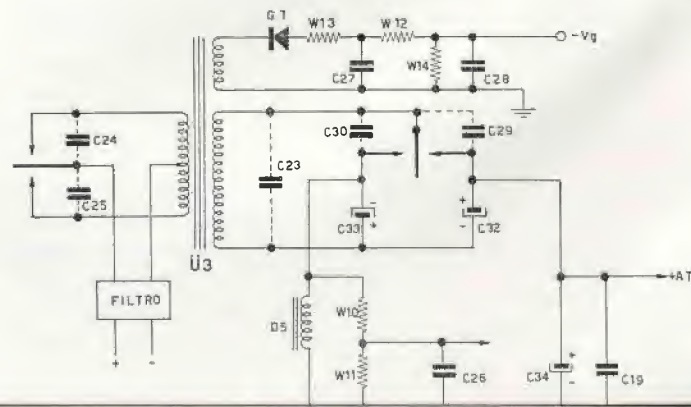 G1 W13 W12 -Vg
C27 W14 C28
C24 C30 C29
C23
C25
C33 - + + - C32
Ü3
FILTRO D5 W10 +AT
W11 C26 C34 + - C19
+ -